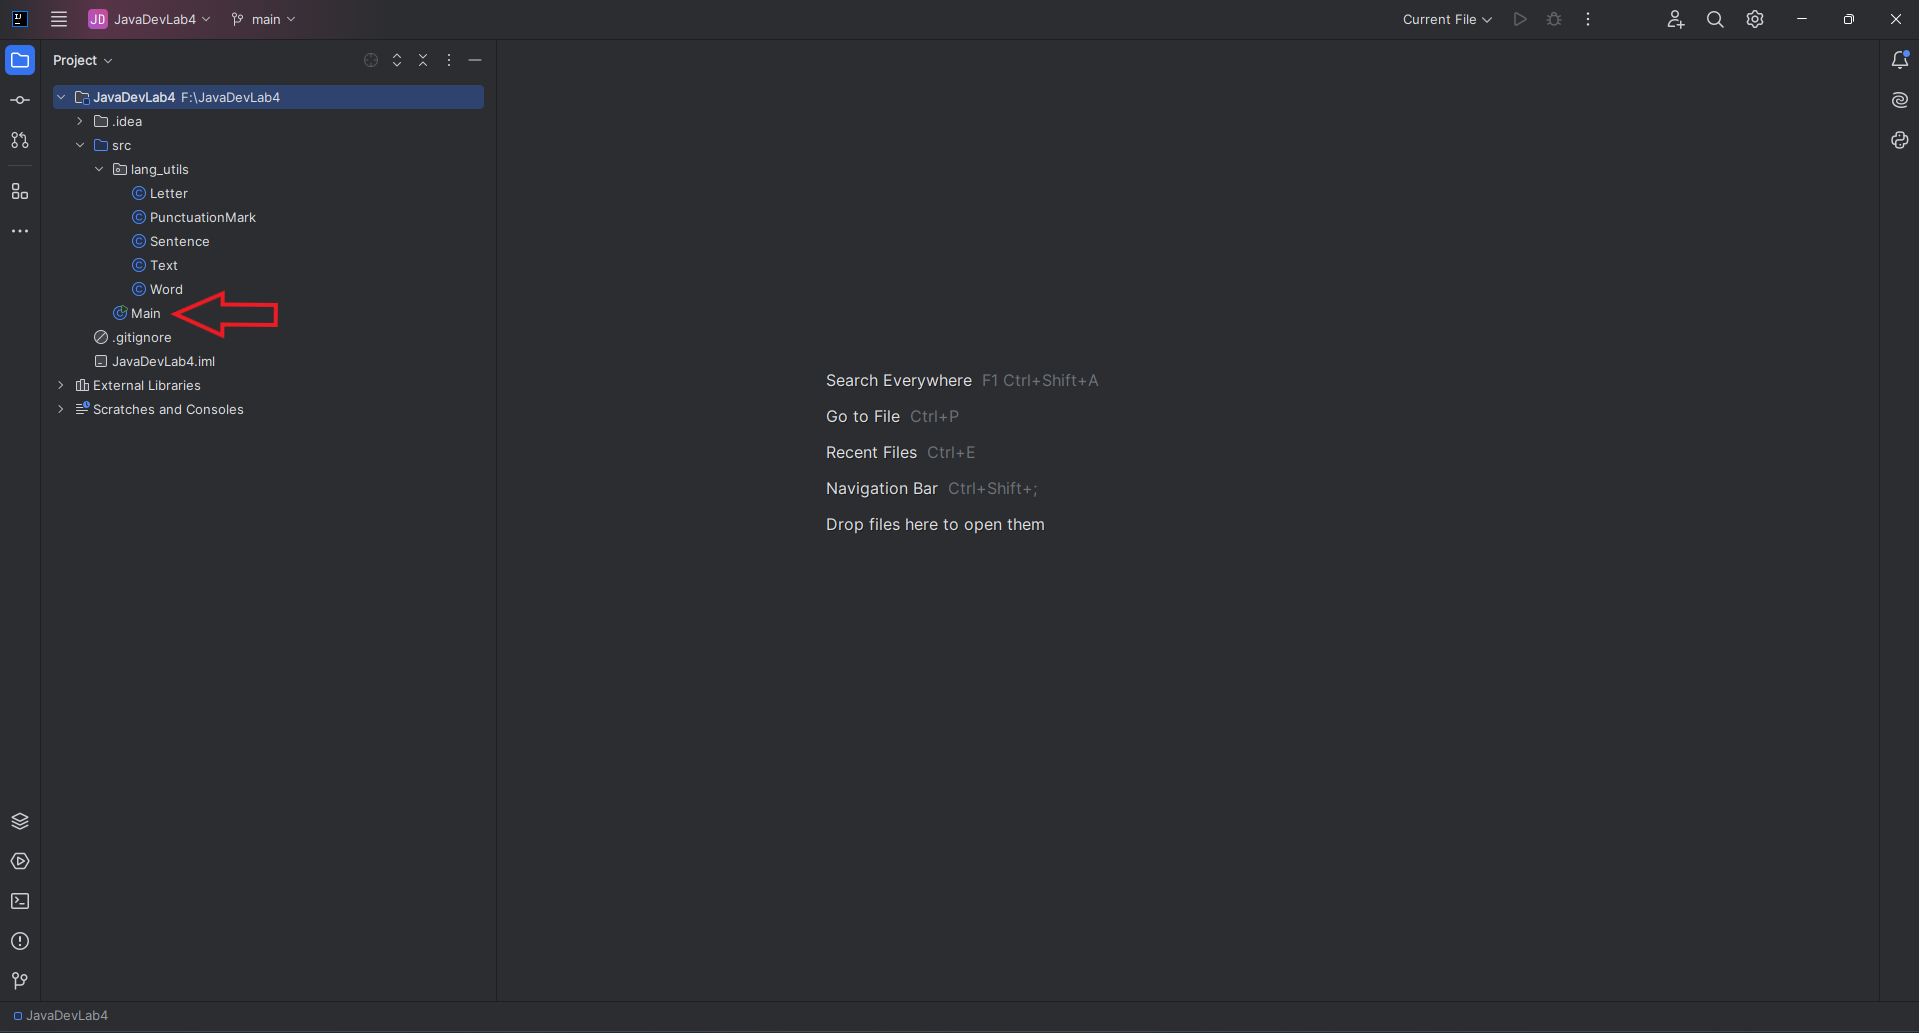 JD JavaDevLab4 main Current File
Project
JavaDevLab4 F:\JavaDevLab4
.idea
src
lang_utils
Letter
PunctuationMark
Sentence
Text
Word
Main
.gitignore
JavaDevLab4.iml
External Libraries
Scratches and Consoles
Search Everywhere F1 Ctrl+Shift+A
Go to File Ctrl+P
Recent Files Ctrl+E
Navigation Bar Ctrl+Shift+;
Drop files here to open them
JavaDevLab4